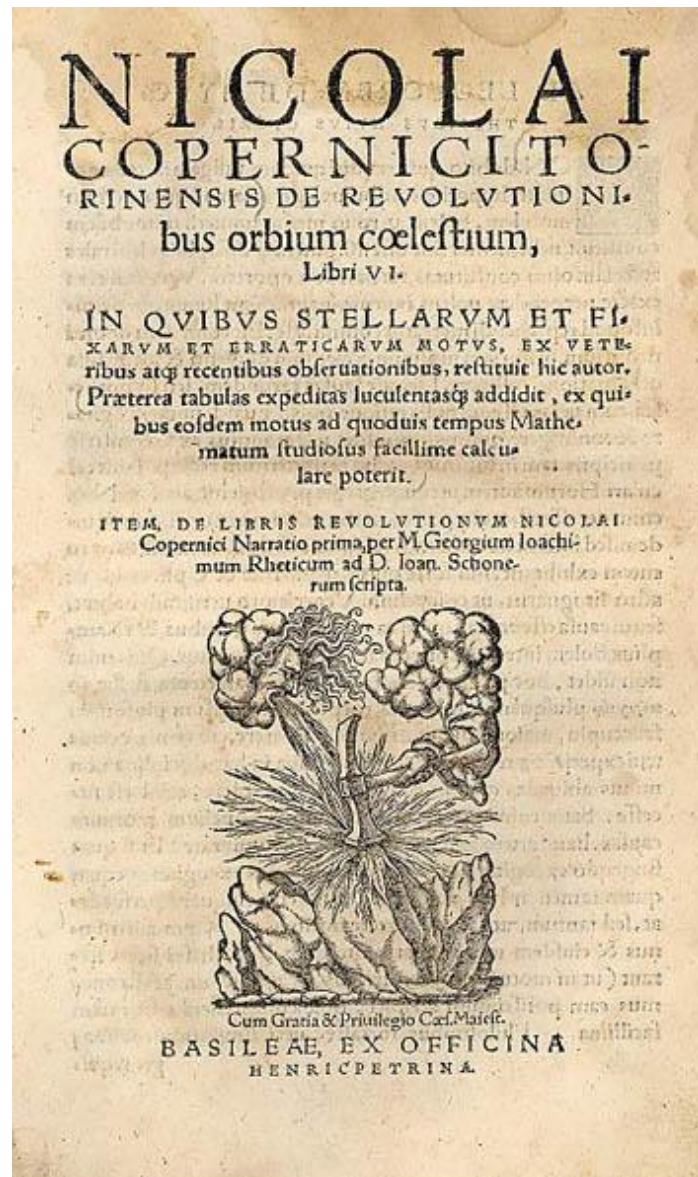 NICOLAI
COPERNICI TO-
RINENSIS DE REVOLVTIONI-
bus orbium cœlestium,
Libri VI.
IN QVIBVS STELLARVM ET FI-
XARVM ET ERRATICARVM MOTVS, EX VETE-
ribus atq; recentibus obseruationibus, restituit hic autor.
Præterea tabulas expeditas luculentasq; addidit, ex qui-
bus eosdem motus ad quoduis tempus Mathe-
matum studiosus facillime calcu-
lare poterit.
ITEM, DE LIBRIS REVOLVTIONVM NICOLAI
Copernici Narratio prima, per M. Georgium Ioachi-
mum Rheticum ad D. Ioan. Schone-
rum scripta.
Cum Gratia & Priuilegio Cæs. Maiest.
BASILEAE, EX OFFICINA
HENRICPETRINA.